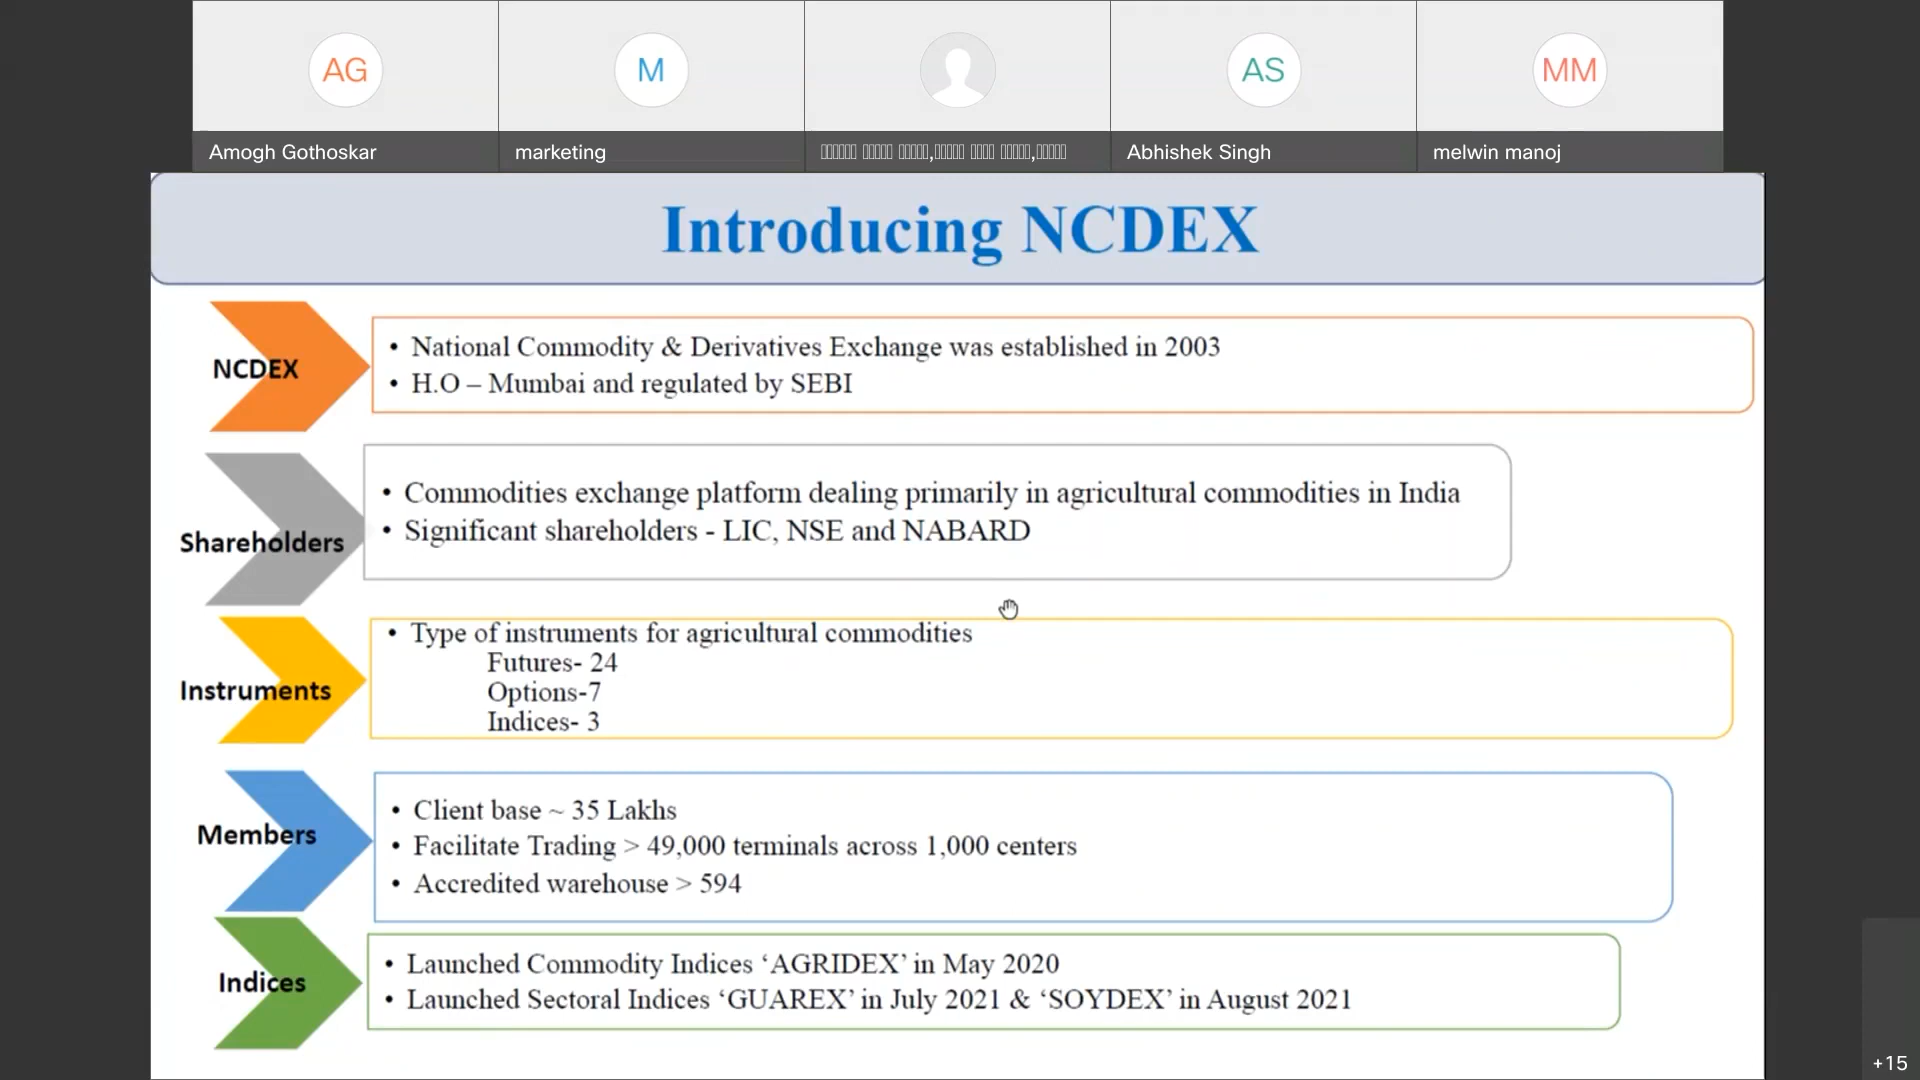 AG
M
AS
MM
Amogh Gothoskar
marketing
Abhishek Singh
melwin manoj
Introducing NCDEX
NCDEX
• National Commodity & Derivatives Exchange was established in 2003
• H.O – Mumbai and regulated by SEBI
Shareholders
• Commodities exchange platform dealing primarily in agricultural commodities in India
• Significant shareholders - LIC, NSE and NABARD
Instruments
• Type of instruments for agricultural commodities
Futures- 24
Options-7
Indices- 3
Members
• Client base ~ 35 Lakhs
• Facilitate Trading > 49,000 terminals across 1,000 centers
• Accredited warehouse > 594
Indices
• Launched Commodity Indices ‘AGRIDEX’ in May 2020
• Launched Sectoral Indices ‘GUAREX’ in July 2021 & ‘SOYDEX’ in August 2021
+15